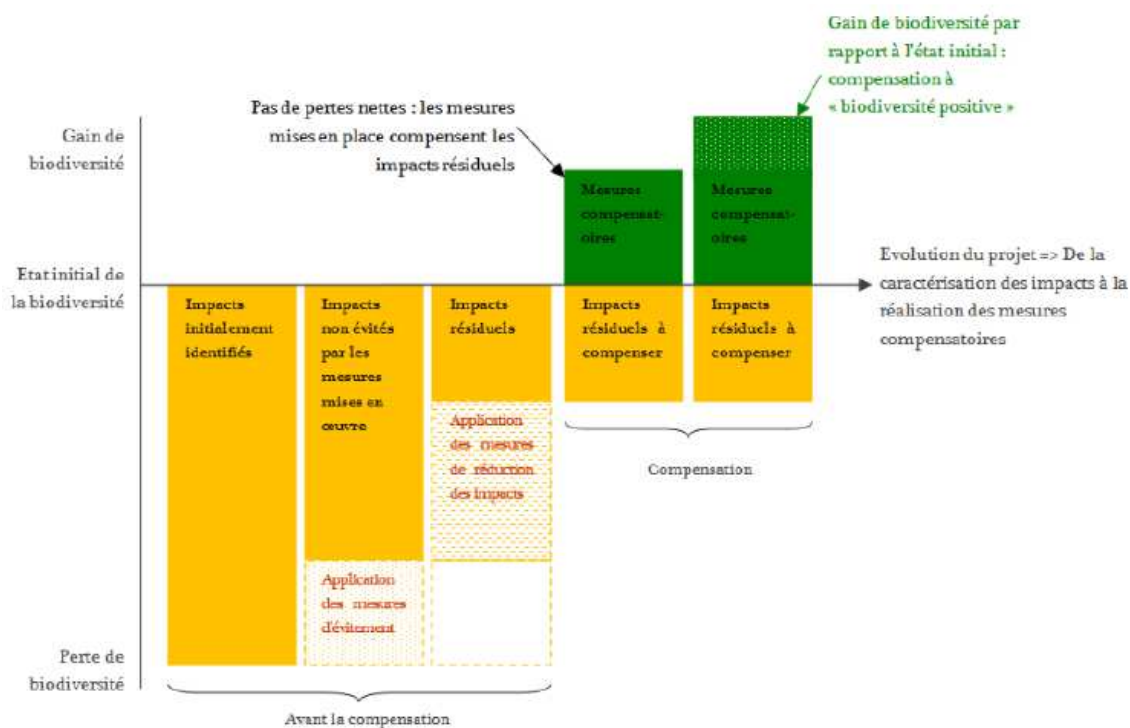 Gain de biodiversité par
rapport à l'état initial :
compensation à
« biodiversité positive »
Pas de pertes nettes : les mesures
mises en place compensent les
impacts résiduels
Gain de
biodiversité
Mesures
compensat-
oires
Mesures
compensat-
oires
Etat initial de
la biodiversité
Evolution du projet => De la
caractérisation des impacts à la
réalisation des mesures
compensatoires
Impacts
initialement
identifiés
Impacts
non évités
par les
mesures
mises en
œuvre
Impacts
résiduels
Impacts
résiduels à
compenser
Impacts
résiduels à
compenser
Application
des mesures
de réduction
des impacts
Compensation
Application
des mesures
d'évitement
Perte de
biodiversité
Avant la compensation